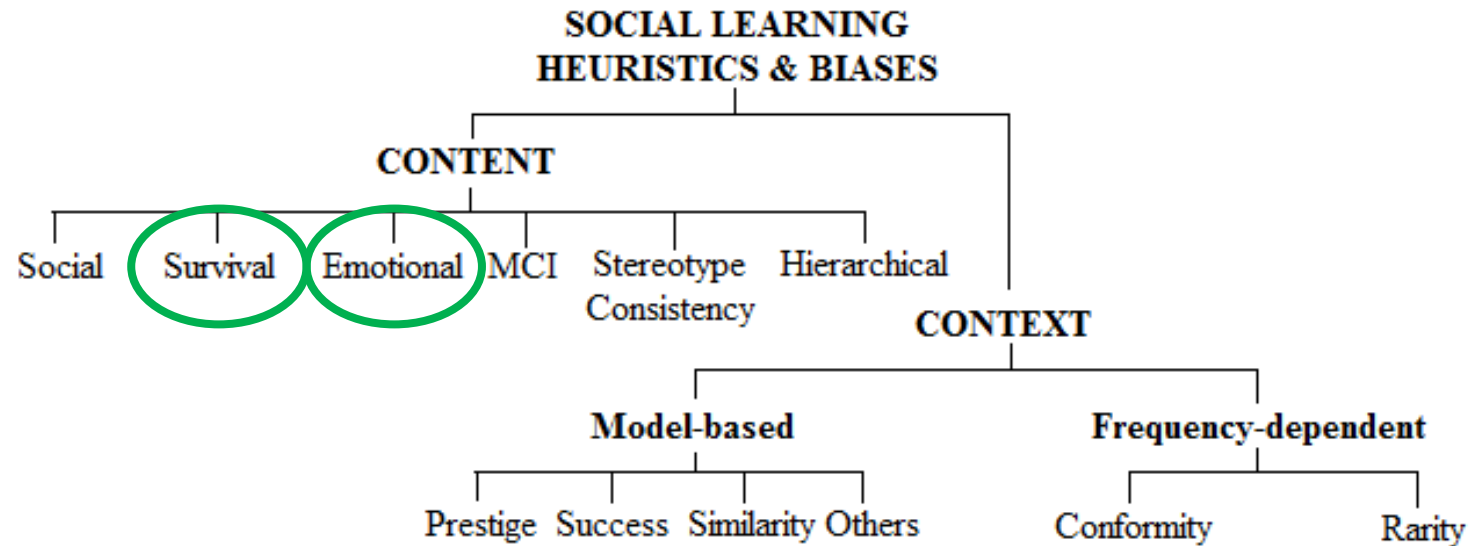 SOCIAL LEARNING
HEURISTICS & BIASES
CONTENT
Social Survival Emotional MCI Stereotype Hierarchical
Consistency
CONTEXT
Model-based Frequency-dependent
Prestige Success Similarity Others Conformity Rarity